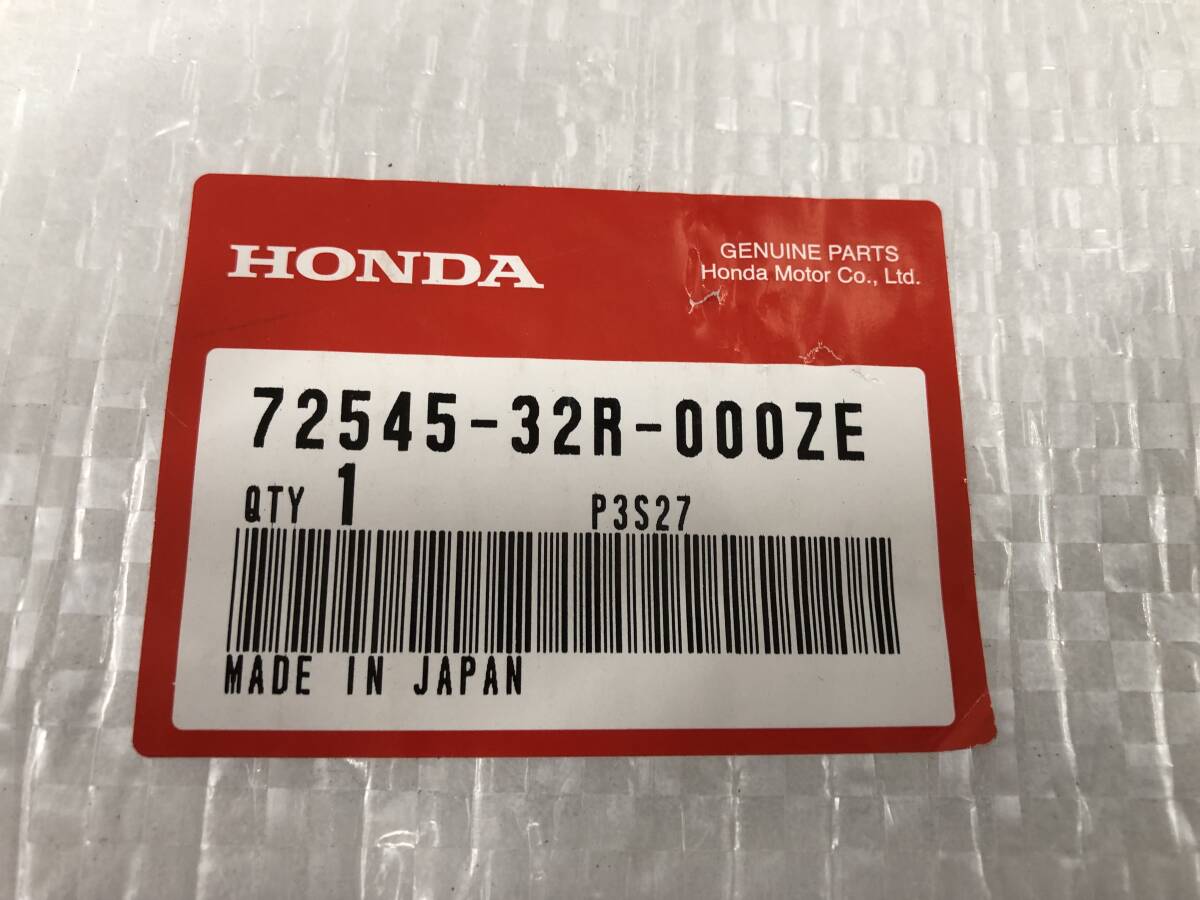 HONDA
GENUINE PARTS
Honda Motor Co., Ltd.
72545-32R-000ZE
QTY 1 P3S27
MADE IN JAPAN